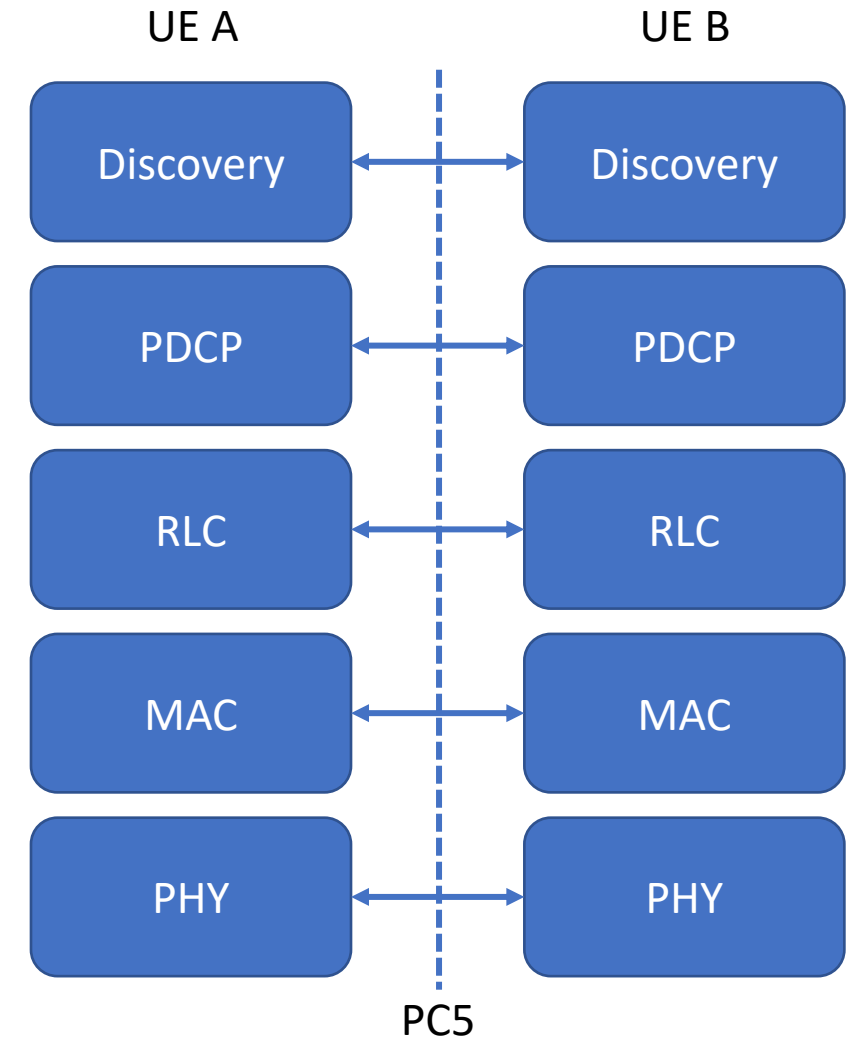 UE A
UE B
Discovery
Discovery
PDCP
PDCP
RLC
RLC
MAC
MAC
PHY
PHY
PC5